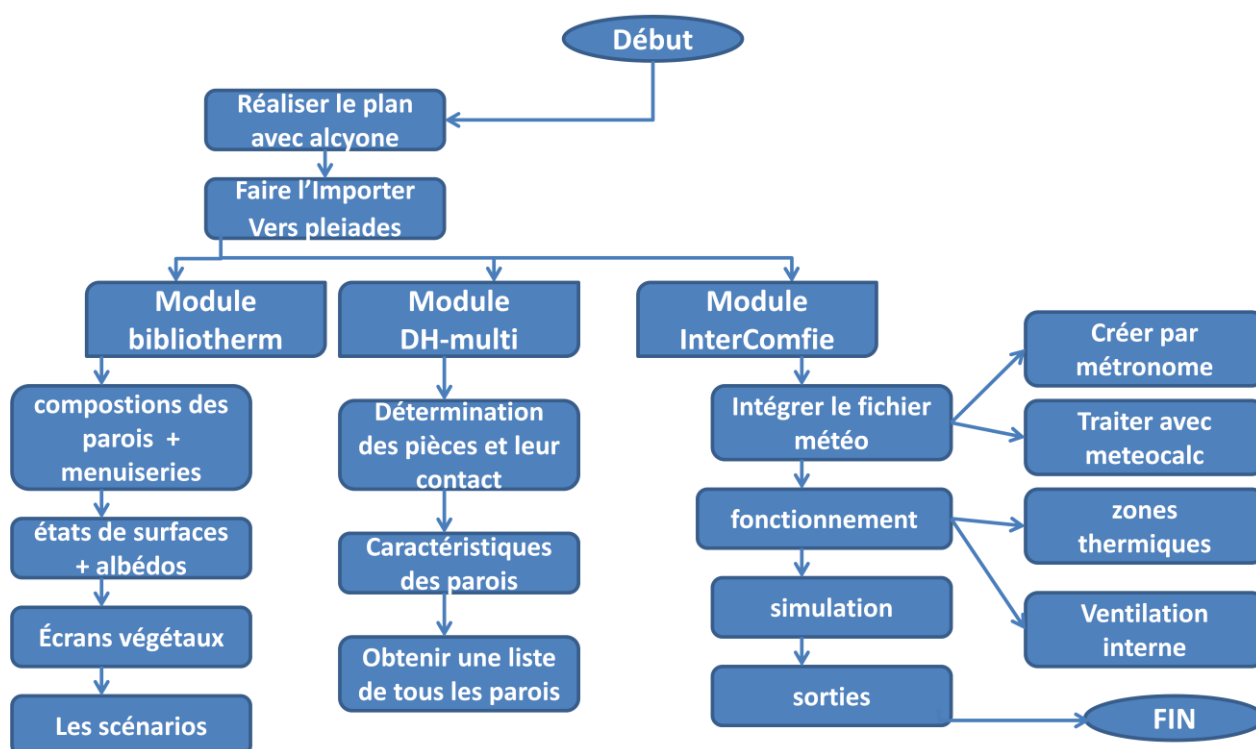 Début
Réaliser le plan
avec alcyone
Faire l’Importer
Vers pleiades
Module
bibliotherm
compostions des
parois +
menuiseries
états de surfaces
+ albédos
Écrans végétaux
Les scénarios
Module
DH-multi
Détermination
des pièces et leur
contact
Caractéristiques
des parois
Obtenir une liste
de tous les parois
Module
InterComfie
Intégrer le fichier
météo
fonctionnement
simulation
sorties
Créer par
métronome
Traiter avec
meteocalc
zones
thermiques
Ventilation
interne
FIN